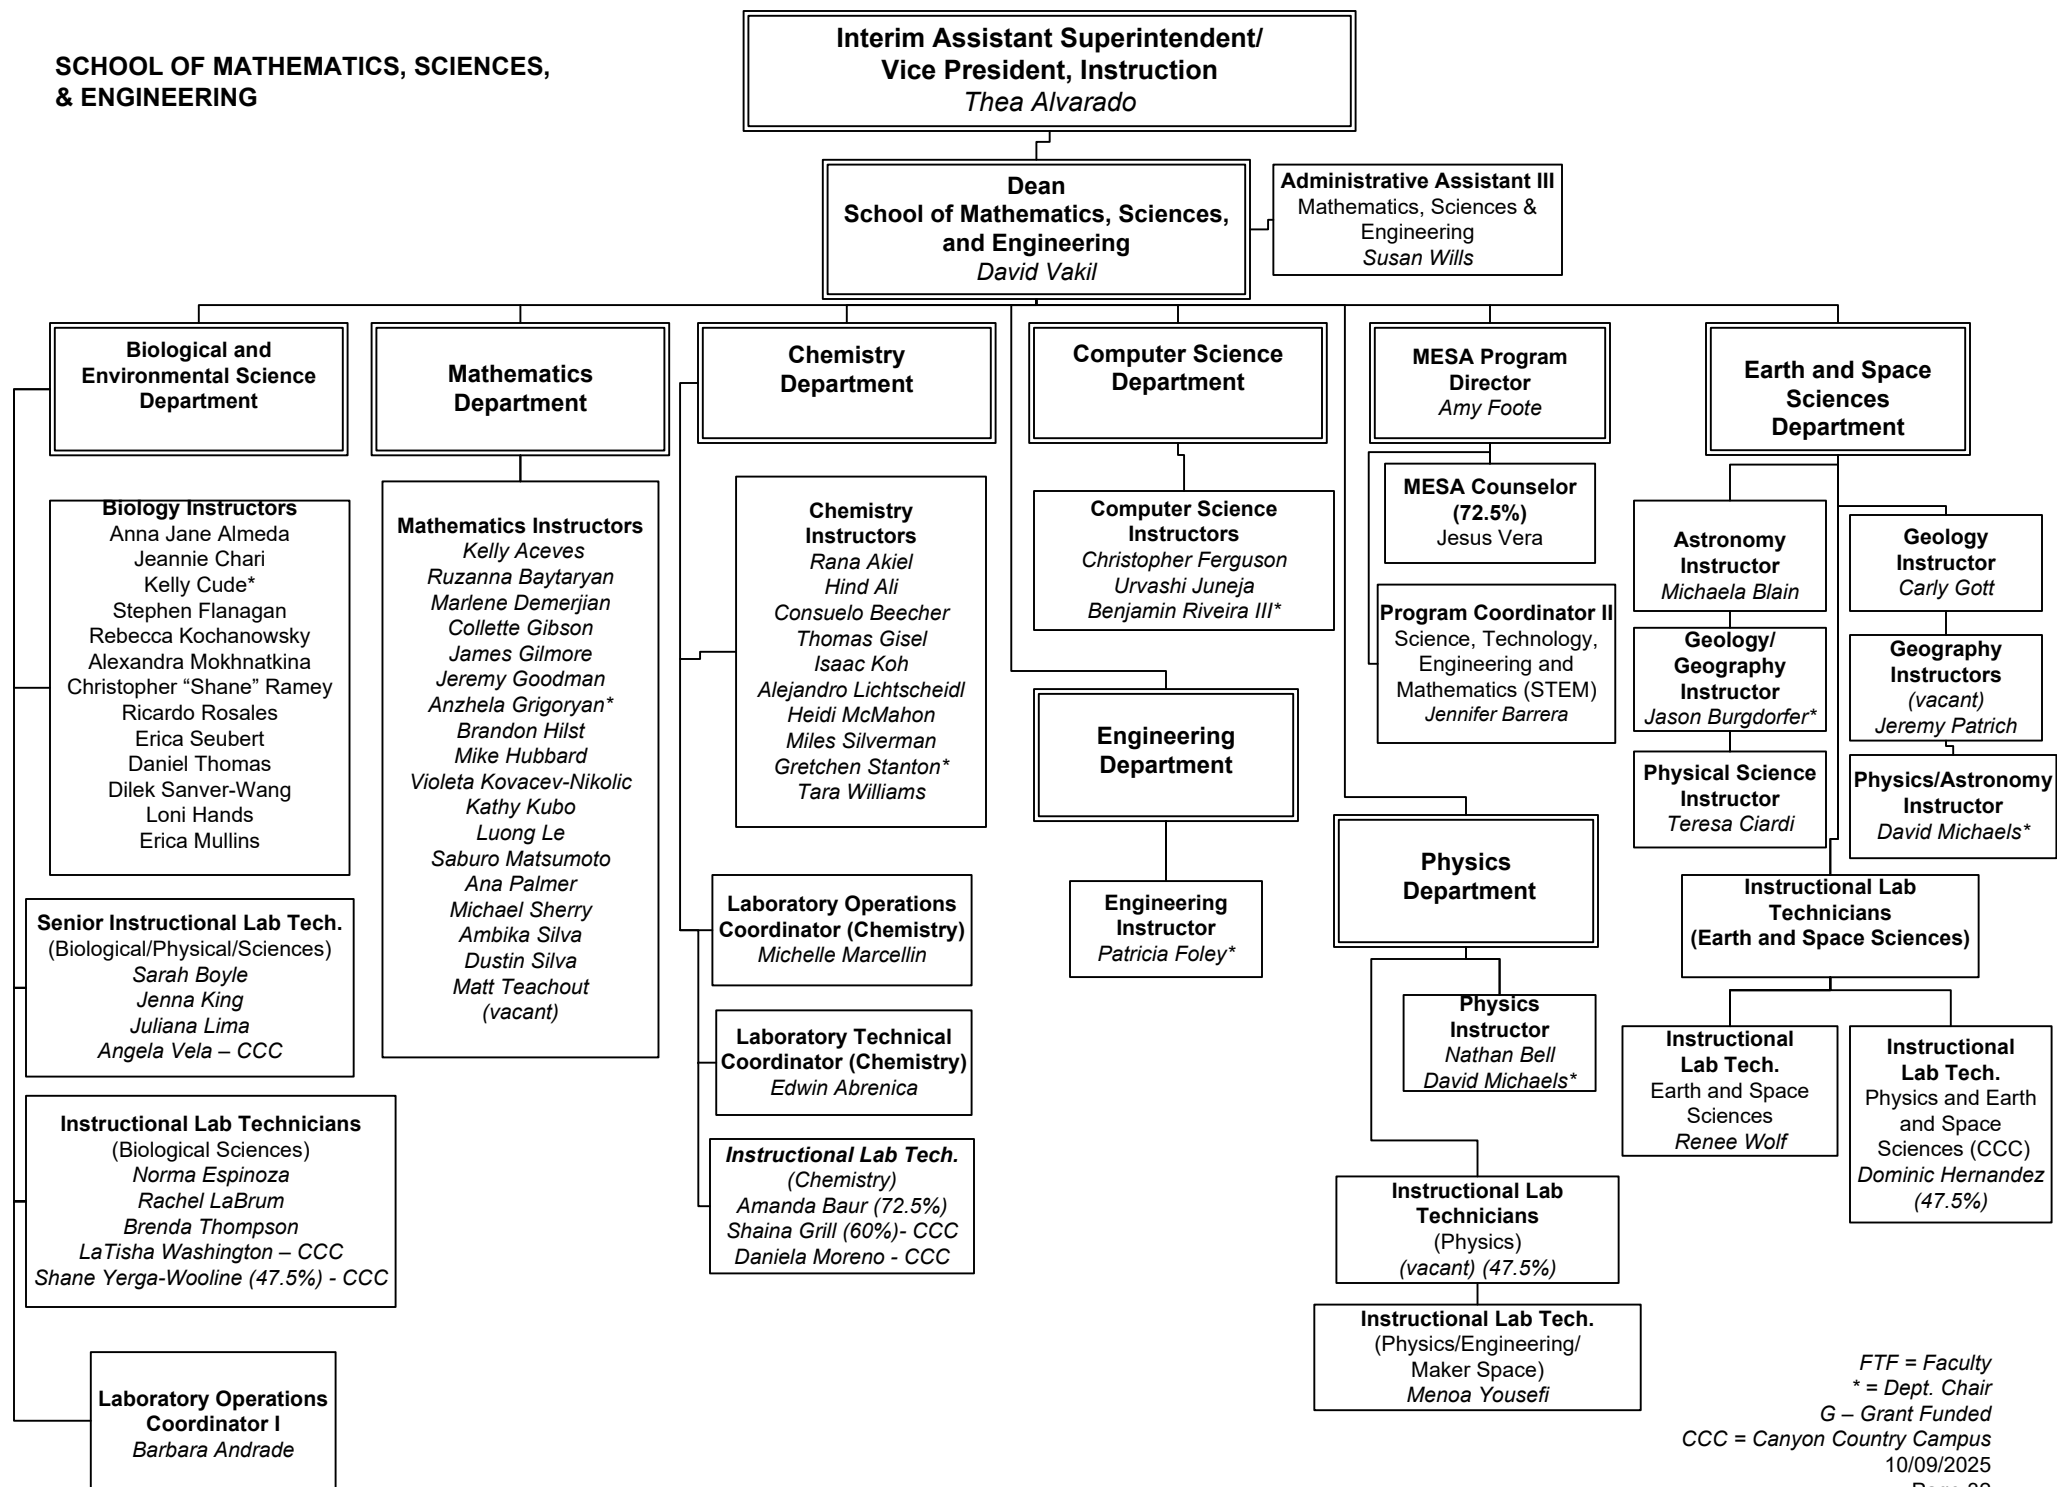 SCHOOL OF MATHEMATICS, SCIENCES,
& ENGINEERING
Interim Assistant Superintendent/
Vice President, Instruction
Thea Alvarado
Dean
School of Mathematics, Sciences,
and Engineering
David Vakil
Administrative Assistant III
Mathematics, Sciences &
Engineering
Susan Wills
Biological and
Environmental Science
Department
Biology Instructors
Anna Jane Almeda
Jeannie Chari
Kelly Cude*
Stephen Flanagan
Rebecca Kochanowsky
Alexandra Mokhnatkina
Christopher “Shane” Ramey
Ricardo Rosales
Erica Seubert
Daniel Thomas
Dilek Sanver-Wang
Loni Hands
Erica Mullins
Senior Instructional Lab Tech.
(Biological/Physical/Sciences)
Sarah Boyle
Jenna King
Juliana Lima
Angela Vela – CCC
Instructional Lab Technicians
(Biological Sciences)
Norma Espinoza
Rachel LaBrum
Brenda Thompson
LaTisha Washington – CCC
Shane Yerga-Wooline (47.5%) - CCC
Laboratory Operations
Coordinator I
Barbara Andrade
Mathematics
Department
Mathematics Instructors
Kelly Aceves
Ruzanna Baytaryan
Marlene Demerjian
Collette Gibson
James Gilmore
Jeremy Goodman
Anzhela Grigoryan*
Brandon Hilst
Mike Hubbard
Violeta Kovacev-Nikolic
Kathy Kubo
Luong Le
Saburo Matsumoto
Ana Palmer
Michael Sherry
Ambika Silva
Dustin Silva
Matt Teachout
(vacant)
Chemistry
Department
Chemistry
Instructors
Rana Akiel
Hind Ali
Consuelo Beecher
Thomas Gisel
Isaac Koh
Alejandro Lichtscheidl
Heidi McMahon
Miles Silverman
Gretchen Stanton*
Tara Williams
Laboratory Operations
Coordinator (Chemistry)
Michelle Marcellin
Laboratory Technical
Coordinator (Chemistry)
Edwin Abrenica
Instructional Lab Tech.
(Chemistry)
Amanda Baur (72.5%)
Shaina Grill (60%)- CCC
Daniela Moreno - CCC
Computer Science
Department
Computer Science
Instructors
Christopher Ferguson
Urvashi Juneja
Benjamin Riveira III*
Engineering
Department
Engineering
Instructor
Patricia Foley*
MESA Program
Director
Amy Foote
MESA Counselor
(72.5%)
Jesus Vera
Program Coordinator II
Science, Technology,
Engineering and
Mathematics (STEM)
Jennifer Barrera
Physics
Department
Physics
Instructor
Nathan Bell
David Michaels*
Instructional Lab
Technicians
(Physics)
(vacant) (47.5%)
Instructional Lab Tech.
(Physics/Engineering/
Maker Space)
Menoa Yousefi
Earth and Space
Sciences
Department
Astronomy
Instructor
Michaela Blain
Geology/
Geography
Instructor
Jason Burgdorfer*
Physical Science
Instructor
Teresa Ciardi
Geology
Instructor
Carly Gott
Geography
Instructors
(vacant)
Jeremy Patrich
Physics/Astronomy
Instructor
David Michaels*
Instructional Lab
Technicians
(Earth and Space Sciences)
Instructional
Lab Tech.
Earth and Space
Sciences
Renee Wolf
Instructional
Lab Tech.
Physics and Earth
and Space
Sciences (CCC)
Dominic Hernandez
(47.5%)
FTF = Faculty
* = Dept. Chair
G – Grant Funded
CCC = Canyon Country Campus
10/09/2025